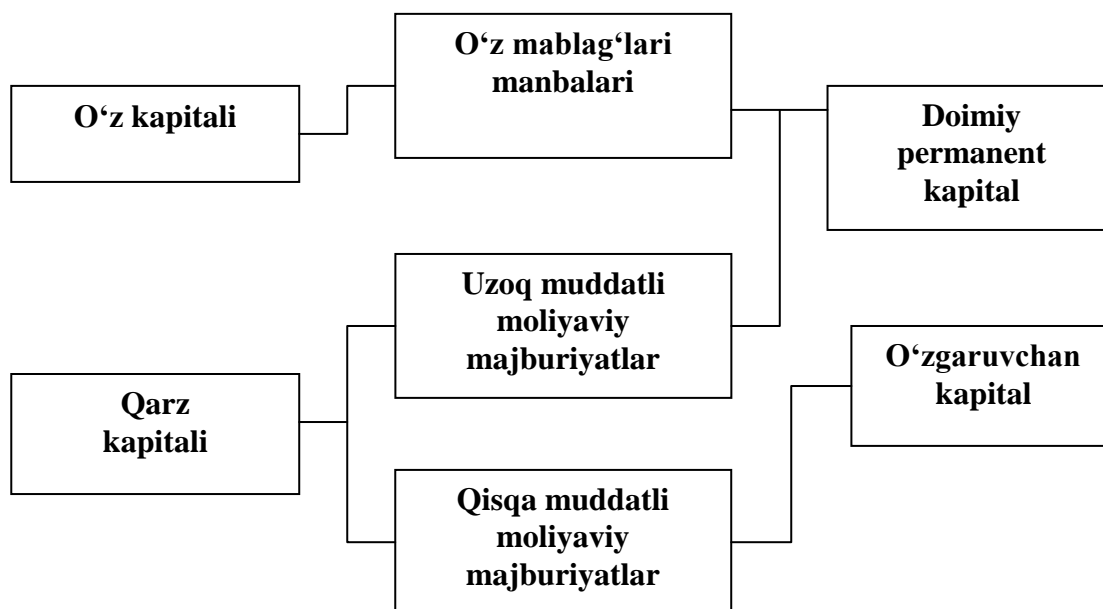 O‘z kapitali
O‘z mablag‘lari
manbalari
Doimiy
permanent
kapital
Qarz
kapitali
Uzoq muddatli
moliyaviy
majburiyatlar
Qisqa muddatli
moliyaviy
majburiyatlar
O‘zgaruvchan
kapital